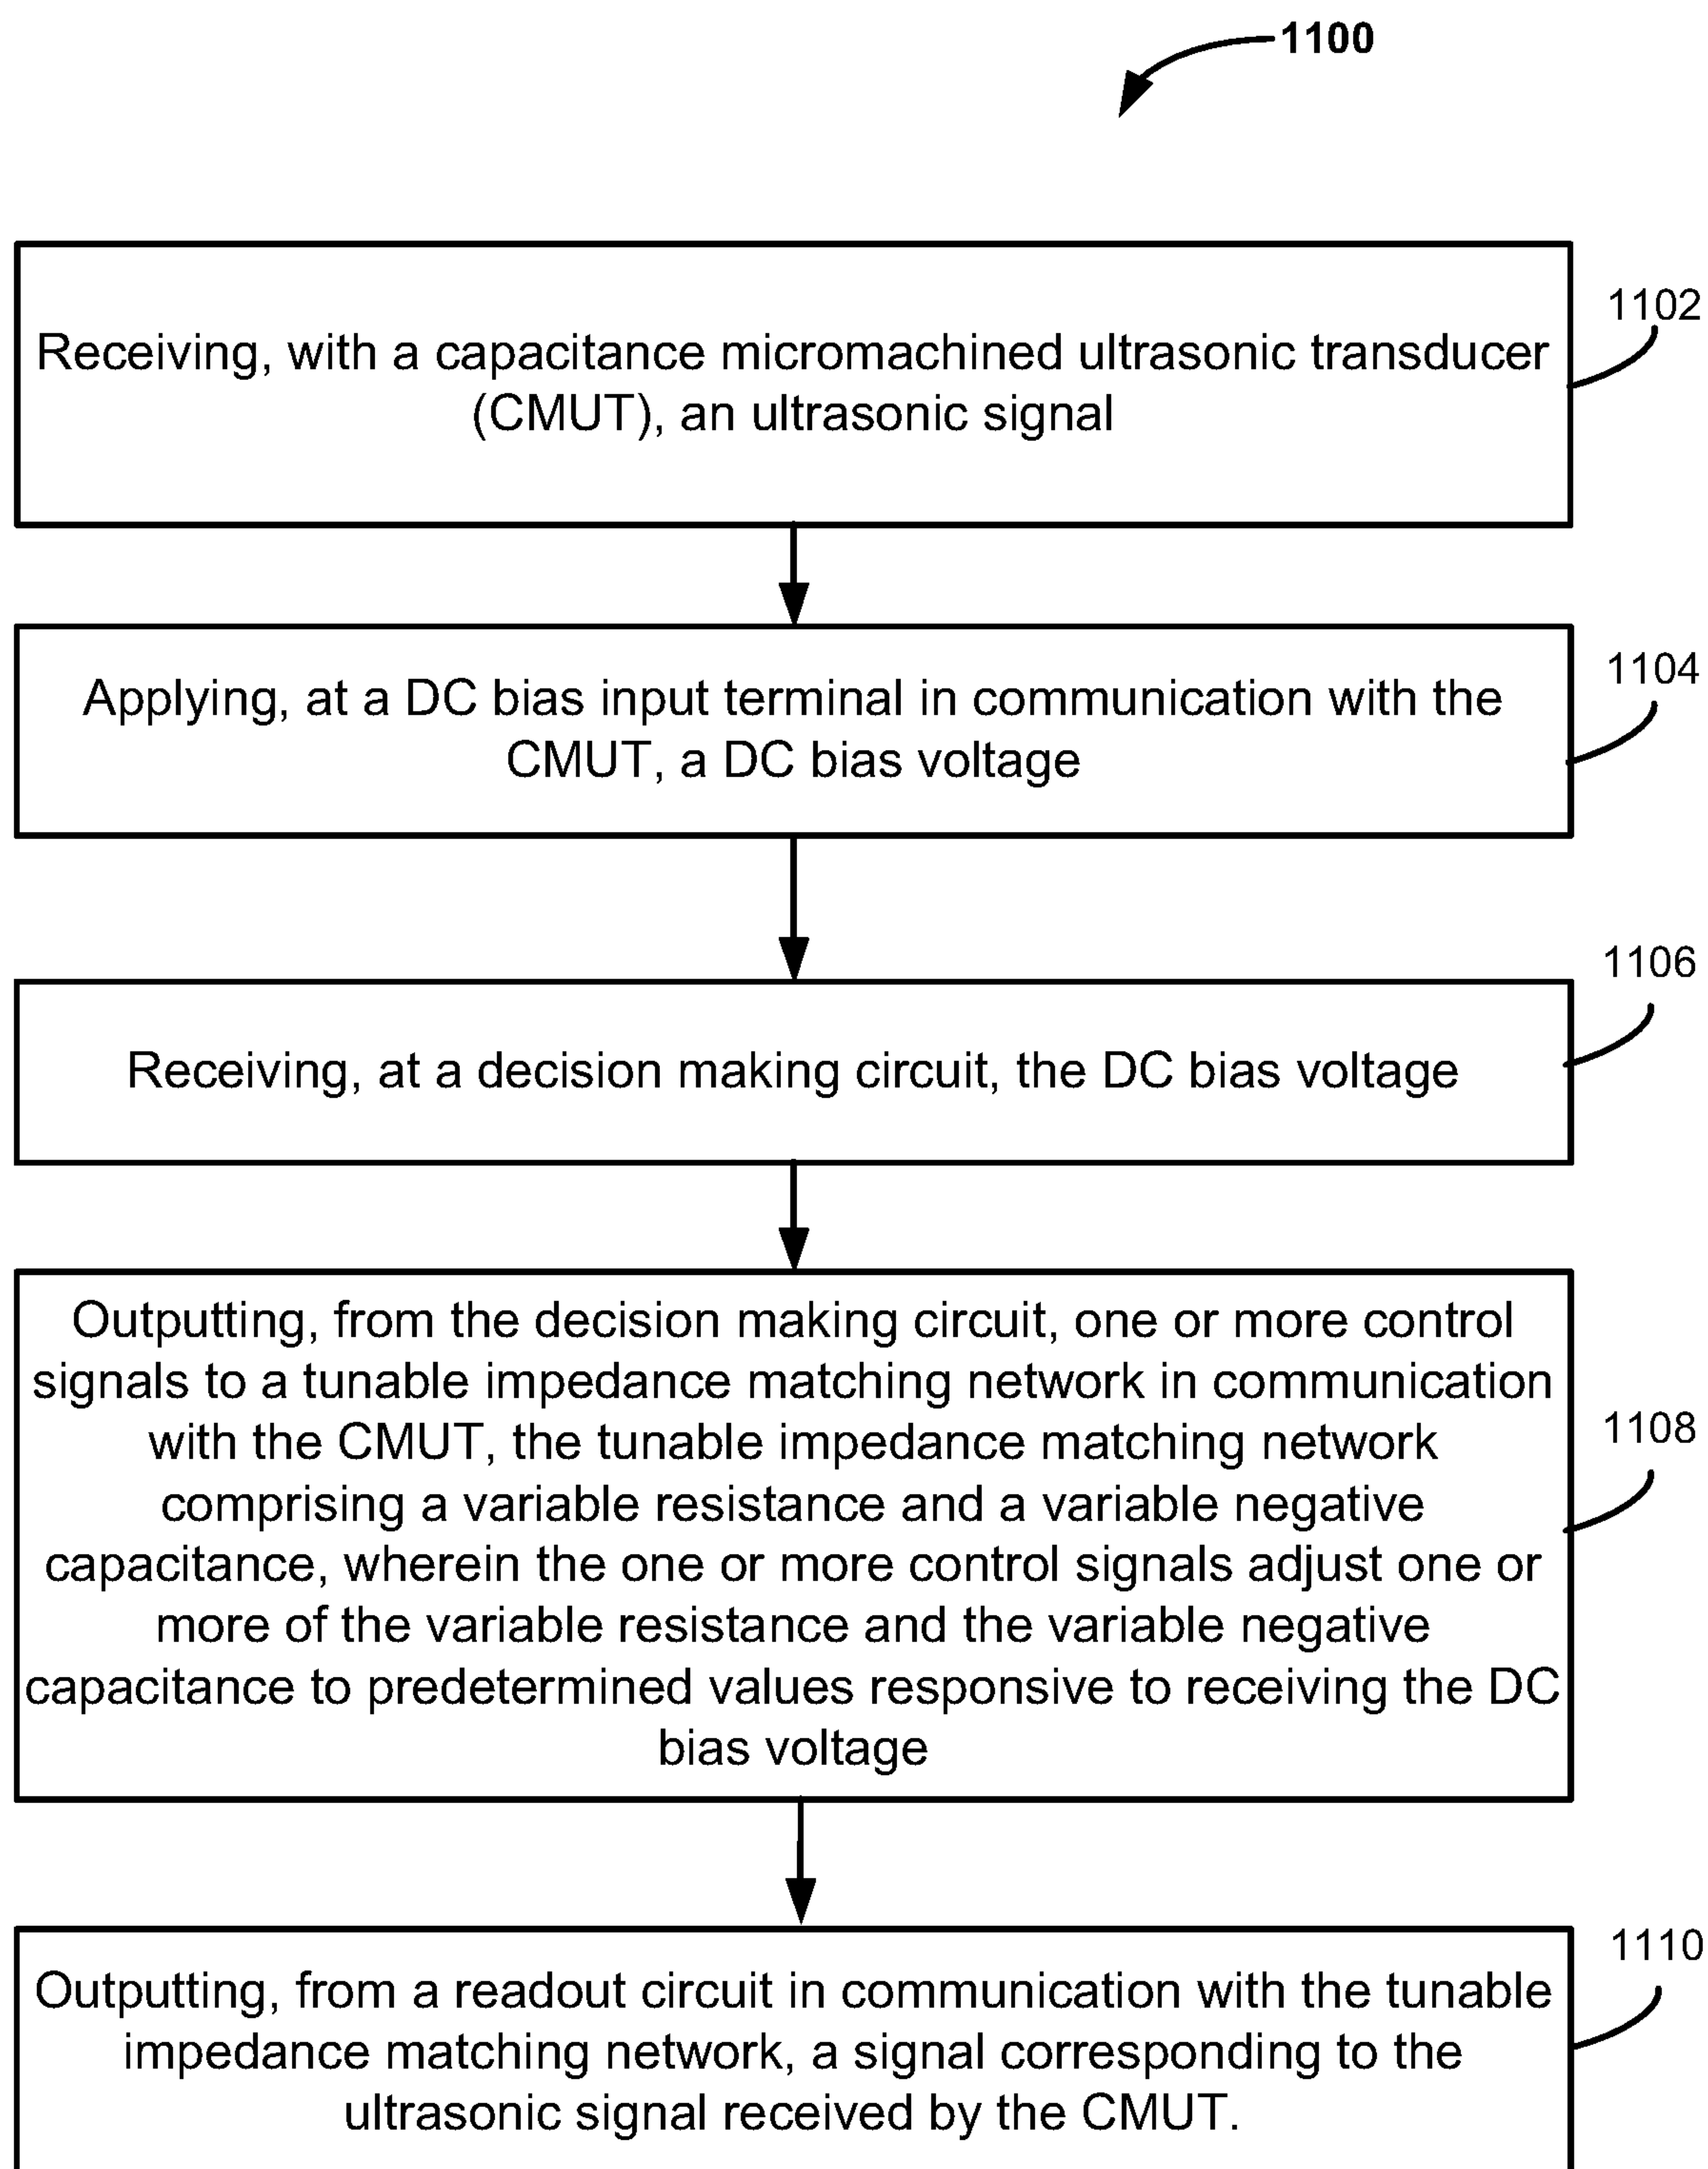 1100
Receiving, with a capacitance micromachined ultrasonic transducer
(CMUT), an ultrasonic signal
1102
Applying, at a DC bias input terminal in communication with the
CMUT, a DC bias voltage
1104
Receiving, at a decision making circuit, the DC bias voltage
1106
Outputting, from the decision making circuit, one or more control
signals to a tunable impedance matching network in communication
with the CMUT, the tunable impedance matching network
comprising a variable resistance and a variable negative
capacitance, wherein the one or more control signals adjust one or
more of the variable resistance and the variable negative
capacitance to predetermined values responsive to receiving the DC
bias voltage
1108
Outputting, from a readout circuit in communication with the tunable
impedance matching network, a signal corresponding to the
ultrasonic signal received by the CMUT.
1110